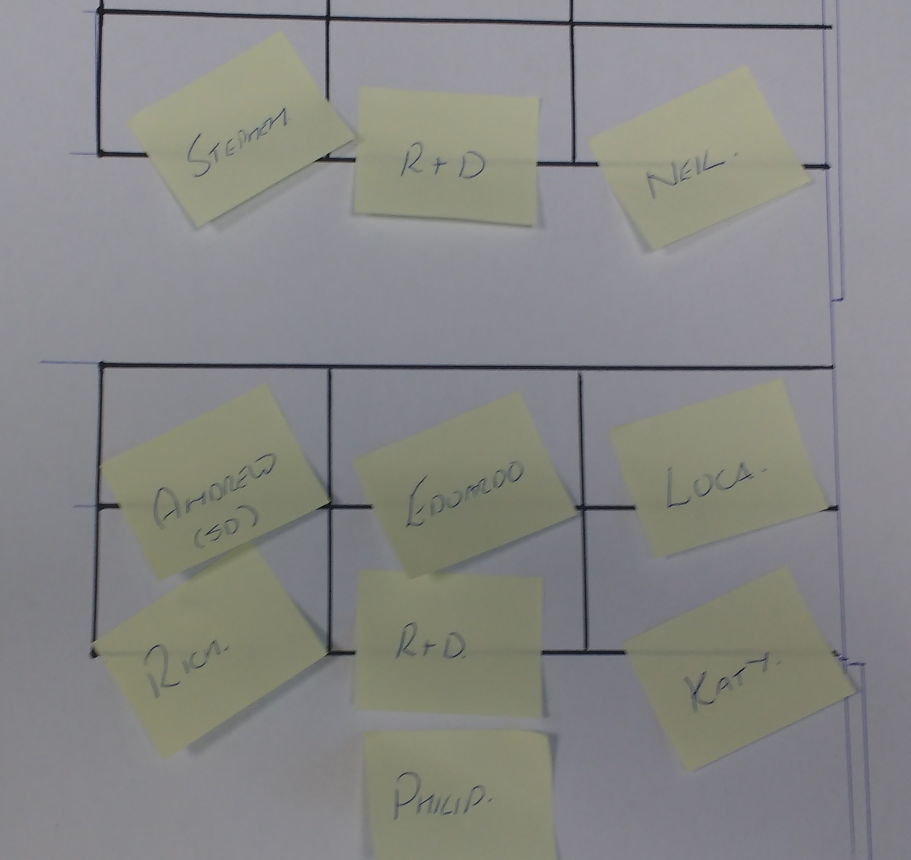 STEPHEN.
R+D
NEIL.
ANDREW
(SD)
EDOARDO
LUCA.
RICH.
R+D.
KATY.
PHILIP.